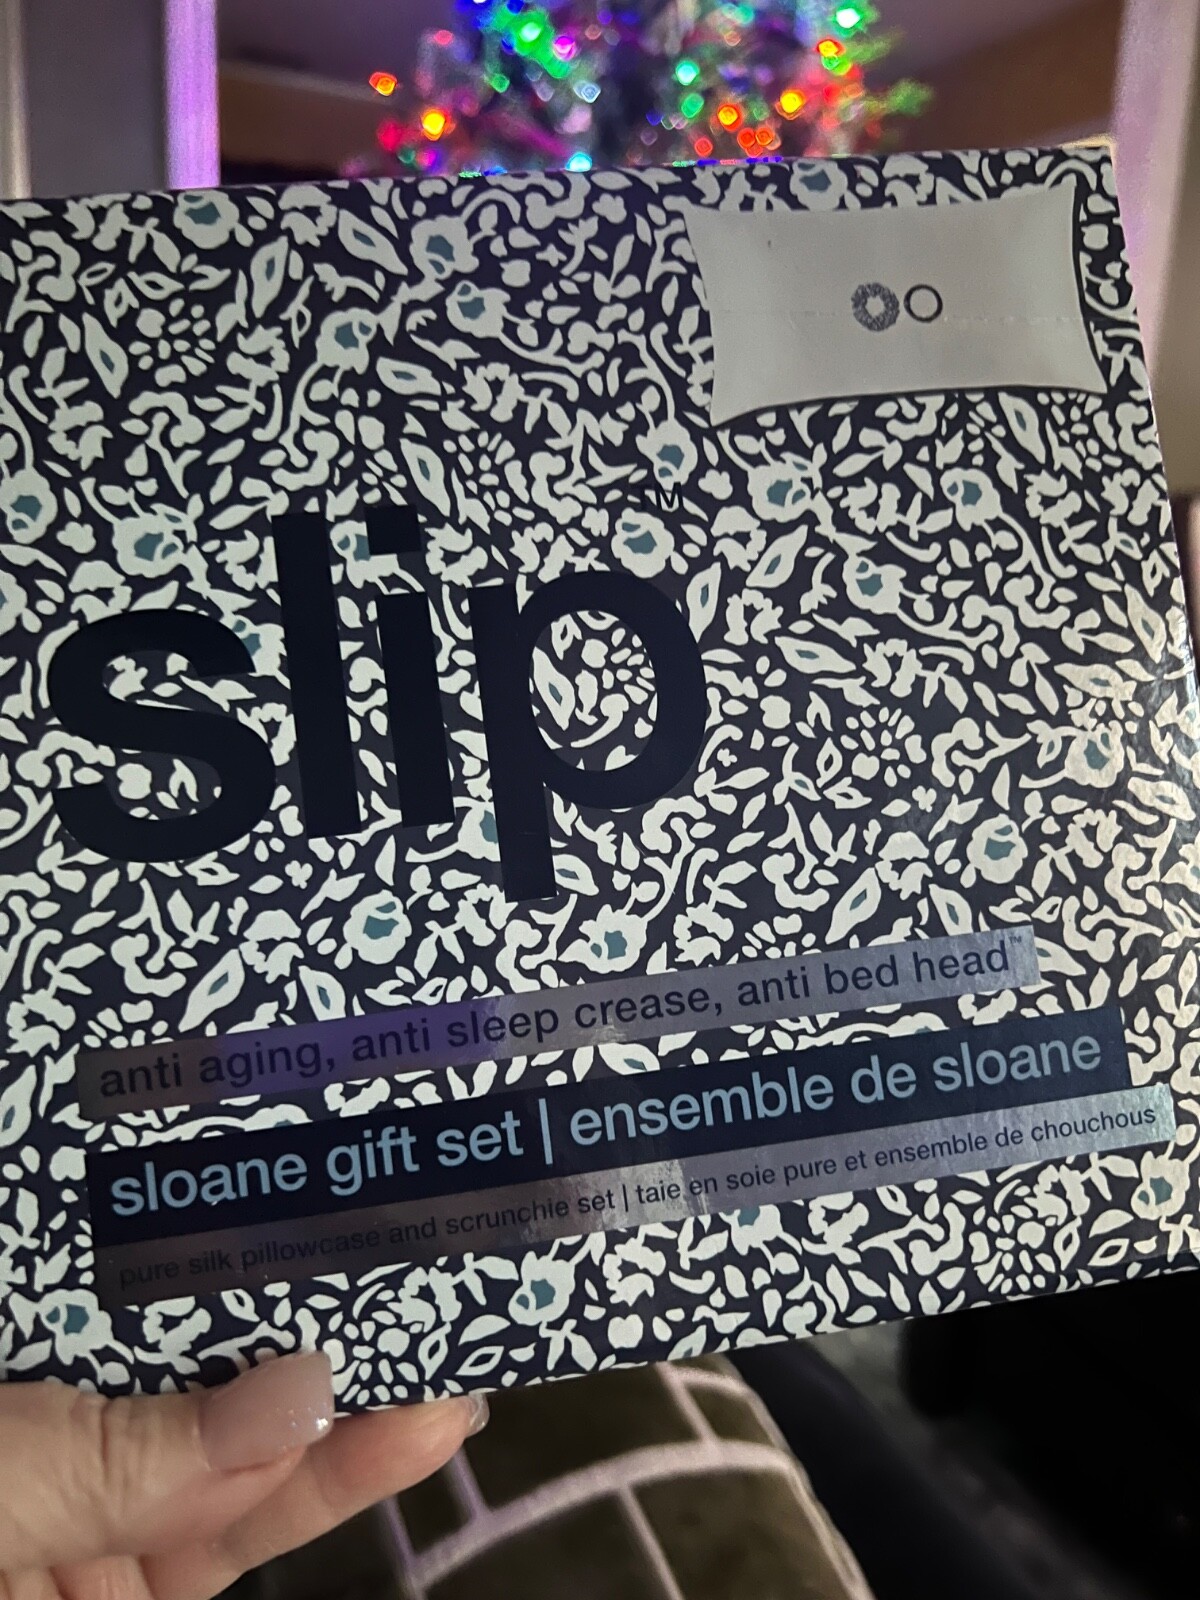 slip™
anti aging, anti sleep crease, anti bed head™
sloane gift set | ensemble de sloane
pure silk pillowcase and scrunchie set | taie en soie pure et ensemble de chouchous